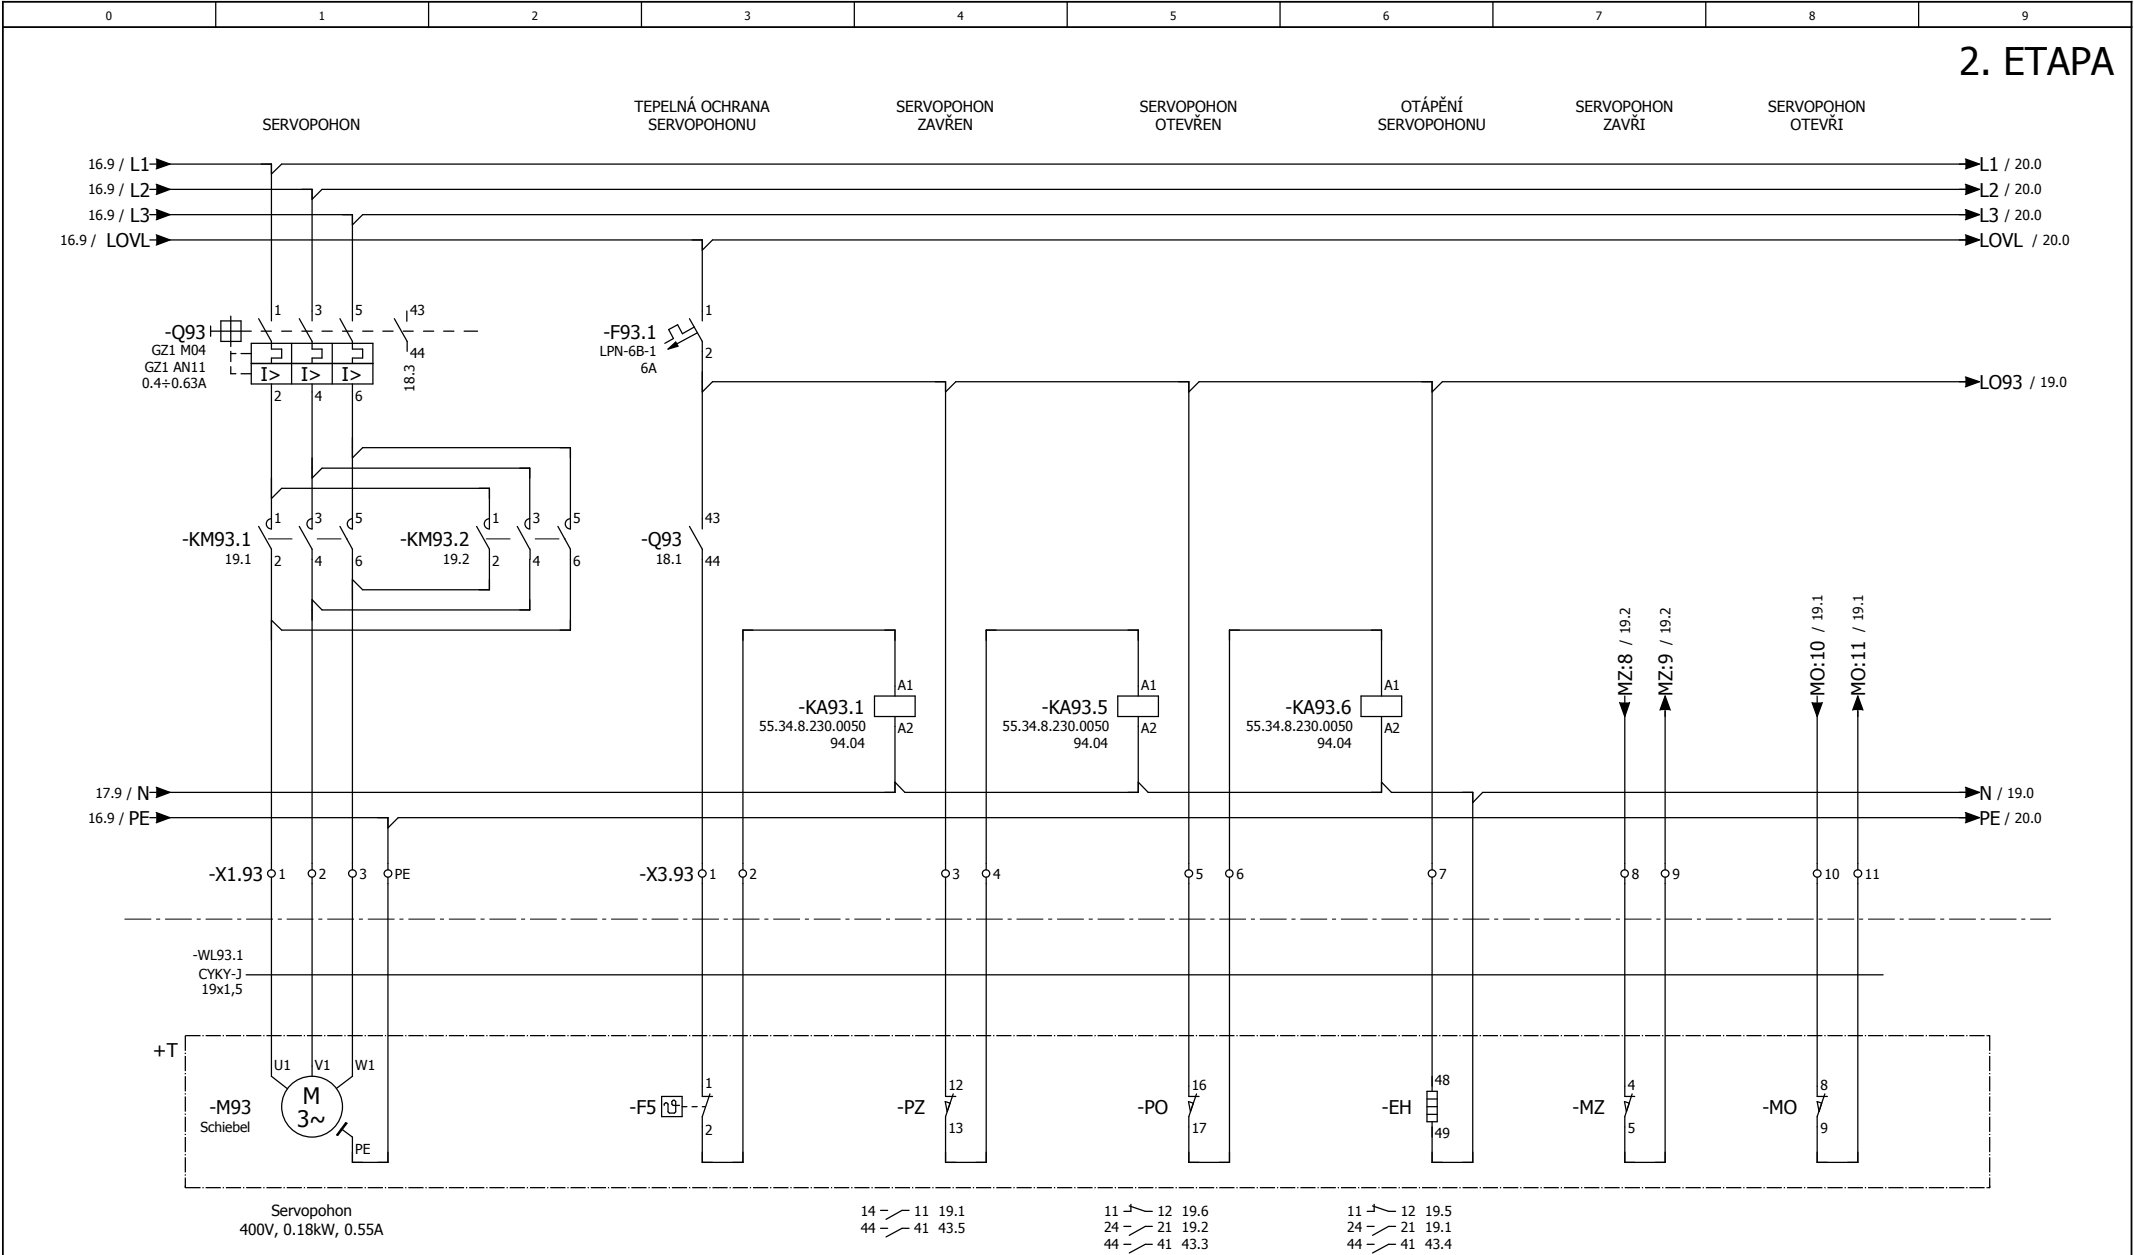 0 1 2 3 4 5 6 7 8 9
2. ETAPA
SERVOPOHON
TEPELNÁ OCHRANA
SERVOPOHONU
SERVOPOHON
ZAVŘEN
SERVOPOHON
OTEVŘEN
OTÁPĚNÍ
SERVOPOHONU
SERVOPOHON
ZAVŘI
SERVOPOHON
OTEVŘI
16.9 / L1
L1 / 20.0
16.9 / L2
L2 / 20.0
16.9 / L3
L3 / 20.0
16.9 / LOVL
LOVL / 20.0
1 3 5 43
-Q93
GZ1 M04
GZ1 AN11
0.4÷0.63A
I> I> I>
44
18.3
2 4 6
-F93.1
LPN-6B-1
6A
1
2
LO93 / 19.0
-KM93.1
19.1
1 3 5
2 4 6
-KM93.2
19.2
1 3 5
2 4 6
-Q93
18.1
43
44
-KA93.1
55.34.8.230.0050
94.04
A1
A2
-KA93.5
55.34.8.230.0050
94.04
A1
A2
-KA93.6
55.34.8.230.0050
94.04
A1
A2
MZ:8 / 19.2
MZ:9 / 19.2
MO:10 / 19.1
MO:11 / 19.1
17.9 / N
N / 19.0
16.9 / PE
PE / 20.0
-X1.93 1 2 3 PE
-X3.93 1 2 3 4 5 6 7 8 9 10 11
-WL93.1
CYKY-J
19x1,5
+T
U1 V1 W1
-M93
Schiebel
M
3~
PE
-F5 ϑ
1
2
-PZ
12
13
-PO
16
17
-EH
48
49
-MZ
4
5
-MO
8
9
Servopohon
400V, 0.18kW, 0.55A
14 11 19.1
44 41 43.5
11 12 19.6
24 21 19.2
44 41 43.3
11 12 19.5
24 21 19.1
44 41 43.4